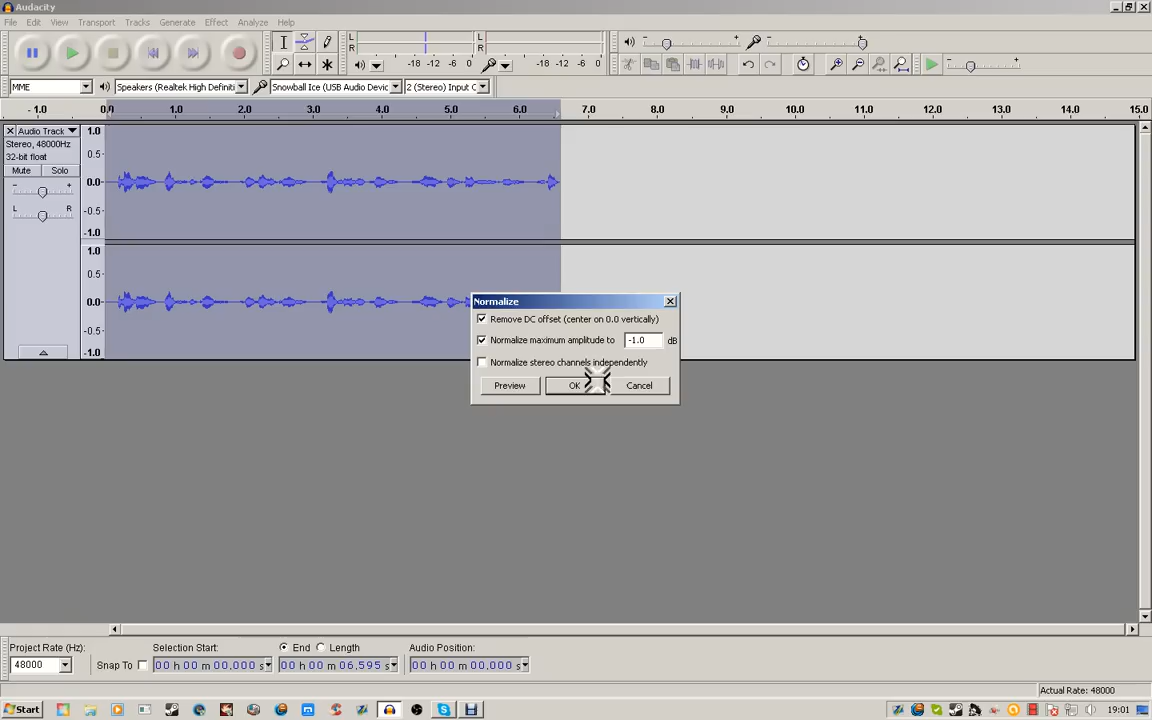 Audacity
File Edit View Transport Tracks Generate Effect Analyze Help
L
R
-18 -12 -6 0
L
R
-18 -12 -6 0
MME
Speakers (Realtek High Definiti
Snowball Ice (USB Audio Devic
2 (Stereo) Input C
- 1.0 0.0 1.0 2.0 3.0 4.0 5.0 6.0 7.0 8.0 9.0 10.0 11.0 12.0 13.0 14.0 15.0
Audio Track
Stereo, 48000Hz
32-bit float
Mute Solo
- +
L R
1.0
0.5
0.0
-0.5
-1.0
1.0
0.5
0.0
-0.5
-1.0
Normalize
Remove DC offset (center on 0.0 vertically)
Normalize maximum amplitude to -1.0 dB
Normalize stereo channels independently
Preview OK Cancel
Project Rate (Hz): Selection Start: End Length Audio Position:
48000 Snap To 00 h 00 m 00,000 s 00 h 00 m 06,595 s 00 h 00 m 00,000 s
Actual Rate: 48000
Start
19:01